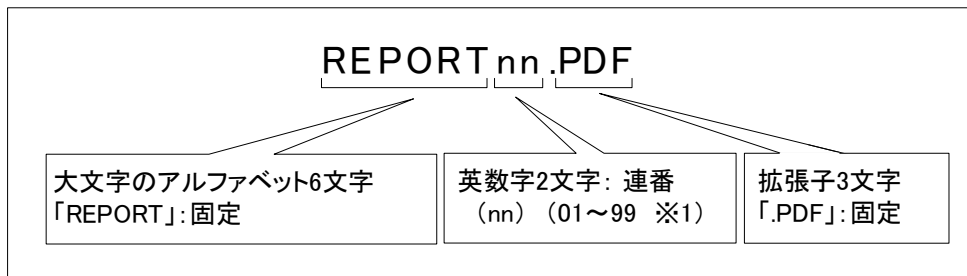 REPORTnn.PDF
大文字のアルファベット6文字
「REPORT」:固定
英数字2文字: 連番
(nn) (01~99 ※1)
拡張子3文字
「.PDF」:固定